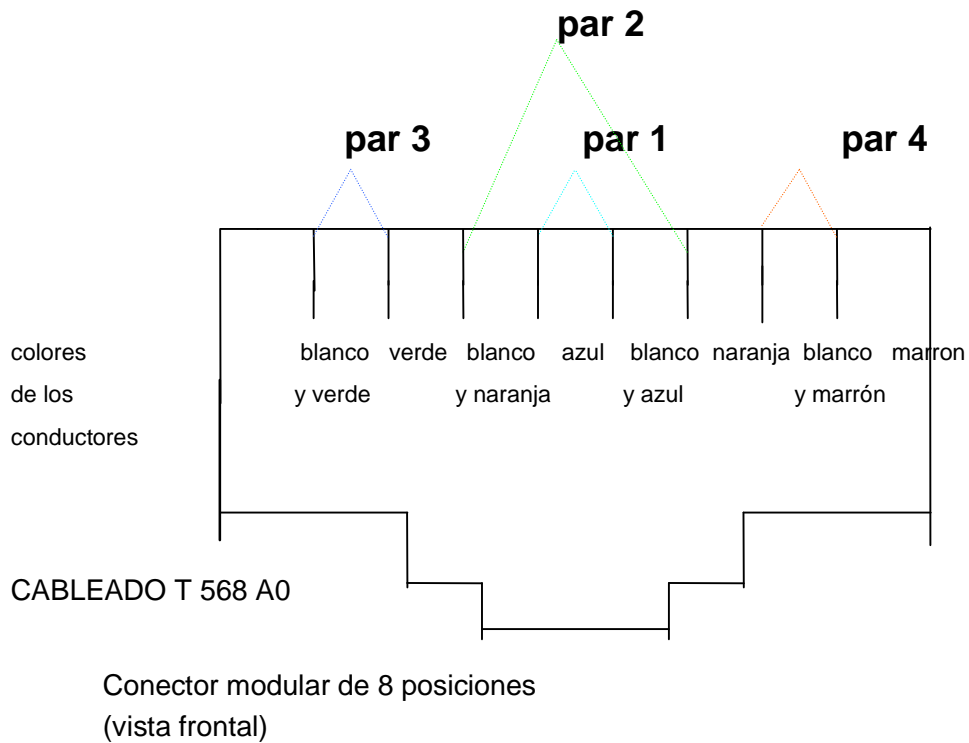 par 2
par 3 par 1 par 4
colores blanco verde blanco azul blanco naranja blanco marron
de los y verde y naranja y azul y marrón
conductores
CABLEADO T 568 A0
Conector modular de 8 posiciones
(vista frontal)